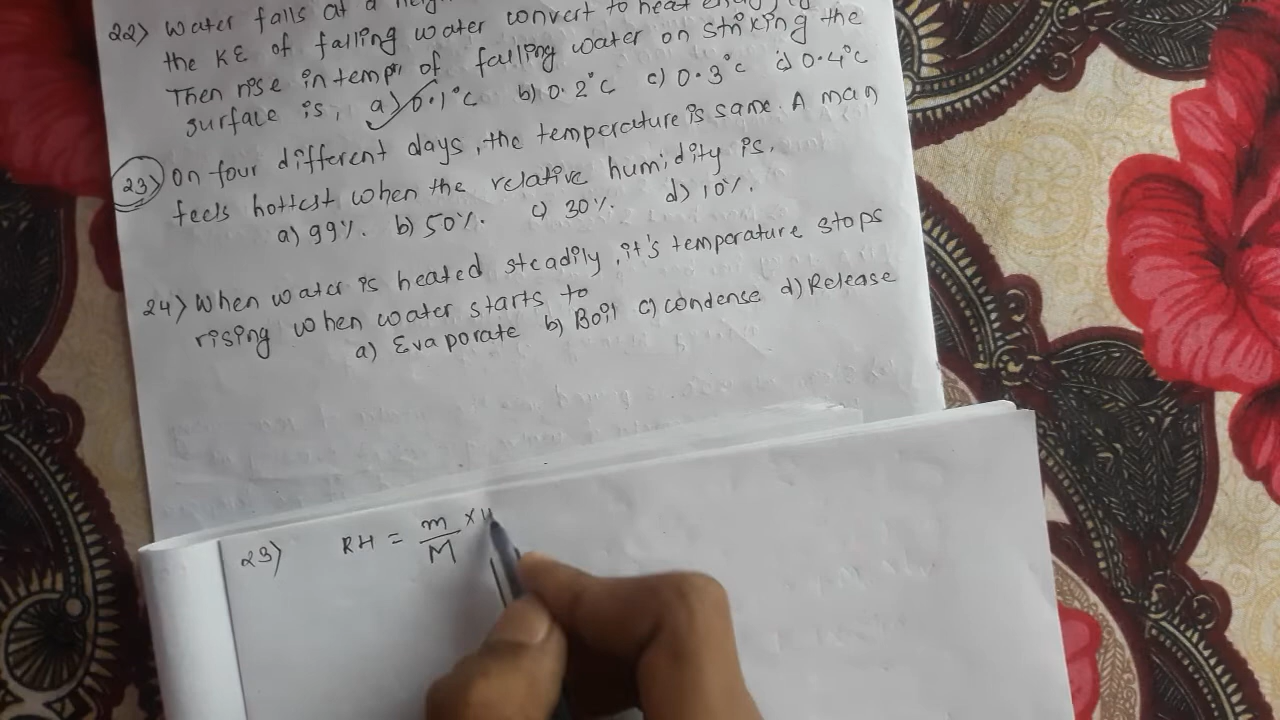 22) Water falls at a
the KE of falling water convert to heat
Then rise in temp of falling water on striking the
surface is, a) 0.1°c b) 0.2°c c) 0.3°c d) 0.4°c
23) On four different days, the temperature is same. A man
feels hottest when the relative humidity is,
a) 99%. b) 50%. c) 30%. d) 10%.
24) When water is heated steadily, it's temperature stops
rising when water starts to
a) Evaporate b) Boil c) condense d) Release
23) RH = m/M ×